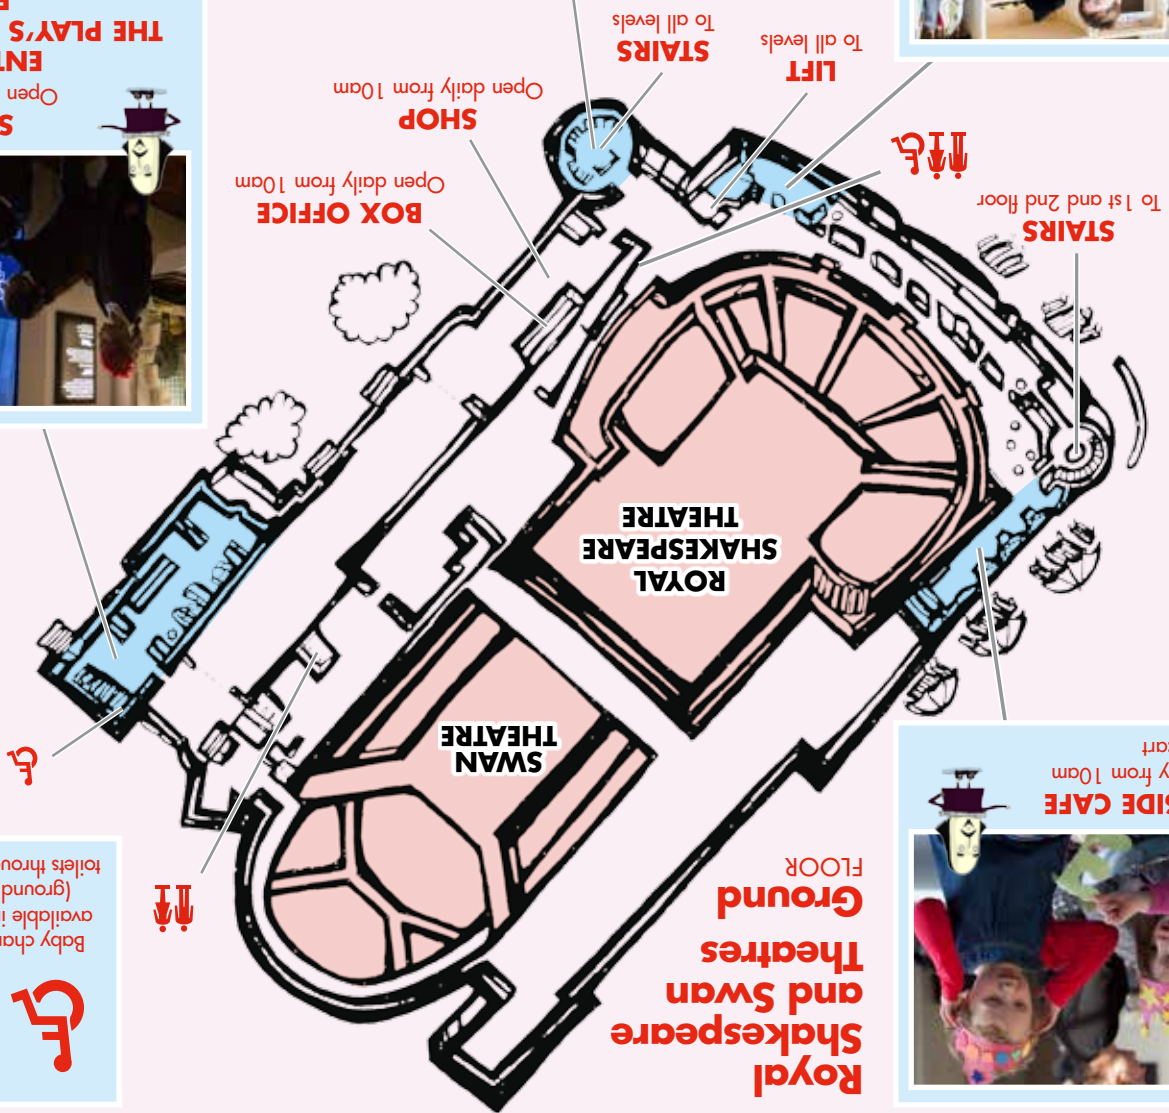 Royal
Shakespeare
and Swan
Theatres
Ground
FLOOR
Baby chan
available i
(ground
toilets throu
SIDE CAFE
y from 10am
art
SWAN
THEATRE
ROYAL
SHAKESPEARE
THEATRE
STAIRS
To 1st and 2nd floor
BOX OFFICE
Open daily from 10am
SHOP
Open daily from 10am
LIFT
To all levels
STAIRS
To all levels
S
Open
ENT
THE PLAY'S